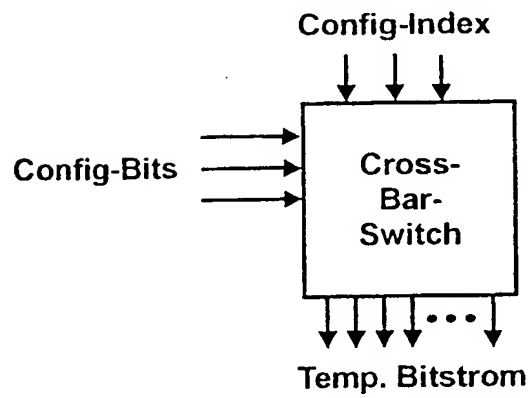 Config-Index
Config-Bits
Cross-
Bar-
Switch
Temp. Bitstrom